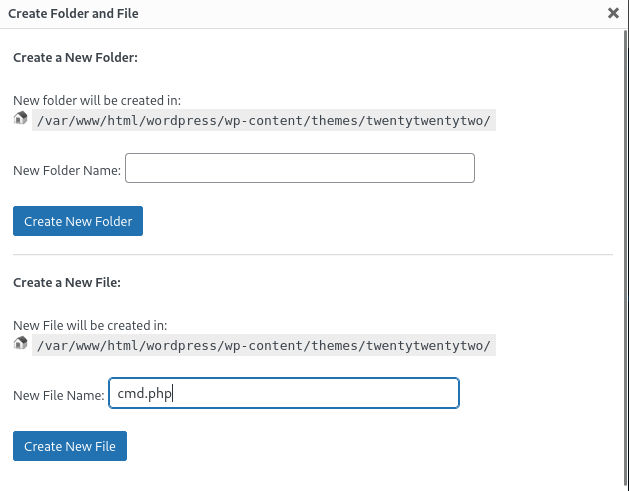 Create Folder and File
Create a New Folder:
New folder will be created in:
/var/www/html/wordpress/wp-content/themes/twentytwentytwo/
New Folder Name:
Create New Folder
Create a New File:
New File will be created in:
/var/www/html/wordpress/wp-content/themes/twentytwentytwo/
New File Name: cmd.php
Create New File